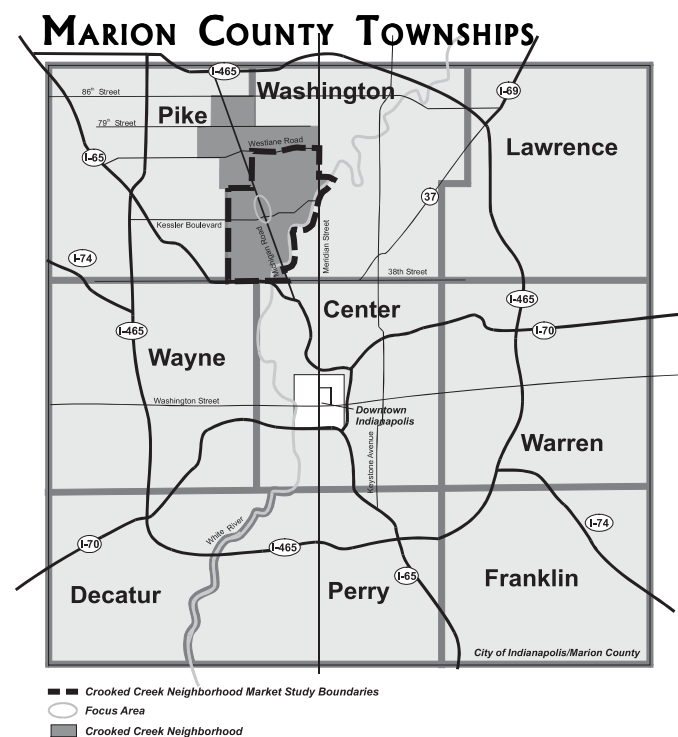 MARION COUNTY TOWNSHIPS
I-465
Washington
I-69
86th Street
Pike
79th Street
Westlane Road
Lawrence
I-65
37
Kessler Boulevard
Michigan Road
Meridian Street
I-74
38th Street
I-465
Center
I-465
I-70
Wayne
Washington Street
Downtown
Indianapolis
Keystone Avenue
Warren
White River
I-74
I-70
I-465
I-65
Decatur
Perry
Franklin
City of Indianapolis/Marion County
Crooked Creek Neighborhood Market Study Boundaries
Focus Area
Crooked Creek Neighborhood